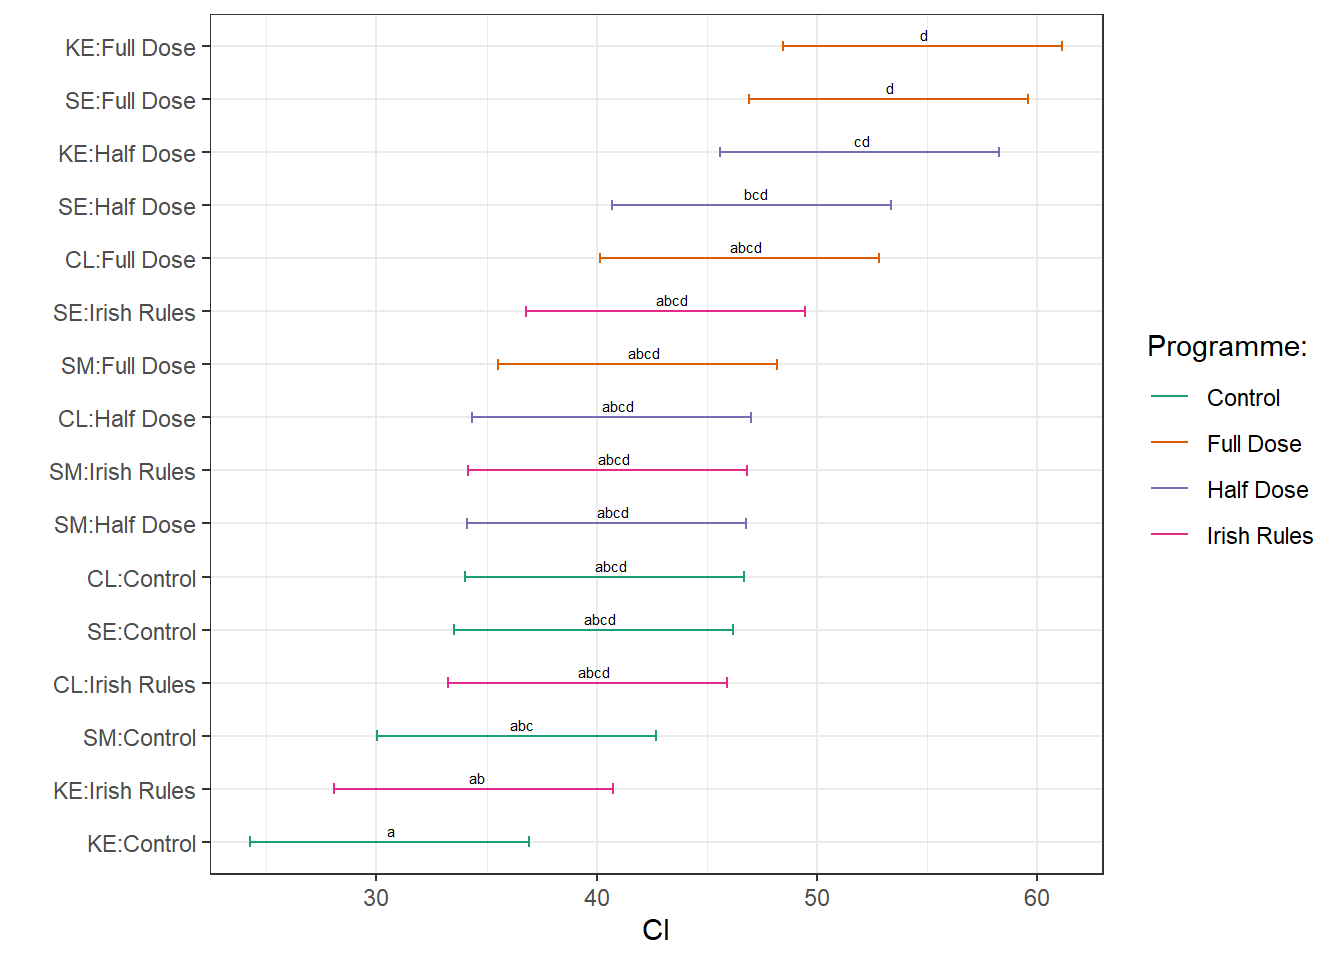 KE:Full Dose d
SE:Full Dose d
KE:Half Dose cd
SE:Half Dose bcd
CL:Full Dose abcd
SE:Irish Rules abcd
SM:Full Dose abcd
CL:Half Dose abcd
SM:Irish Rules abcd
SM:Half Dose abcd
CL:Control abcd
SE:Control abcd
CL:Irish Rules abcd
SM:Control abc
KE:Irish Rules ab
KE:Control a
30 40 50 60
CI
Programme:
Control
Full Dose
Half Dose
Irish Rules